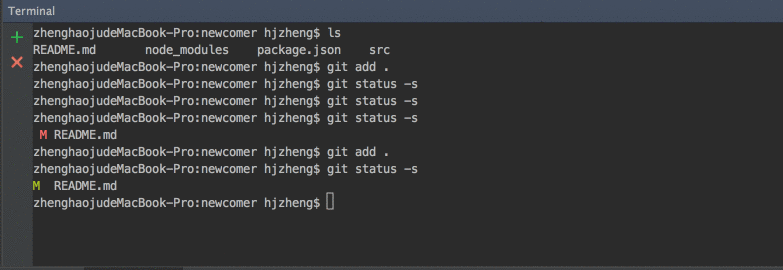 Terminal
zhenghaojudeMacBook-Pro:newcomer hjzheng$ ls
README.md node_modules package.json src
zhenghaojudeMacBook-Pro:newcomer hjzheng$ git add .
zhenghaojudeMacBook-Pro:newcomer hjzheng$ git status -s
zhenghaojudeMacBook-Pro:newcomer hjzheng$ git status -s
zhenghaojudeMacBook-Pro:newcomer hjzheng$ git status -s
 M README.md
zhenghaojudeMacBook-Pro:newcomer hjzheng$ git add .
zhenghaojudeMacBook-Pro:newcomer hjzheng$ git status -s
M  README.md
zhenghaojudeMacBook-Pro:newcomer hjzheng$